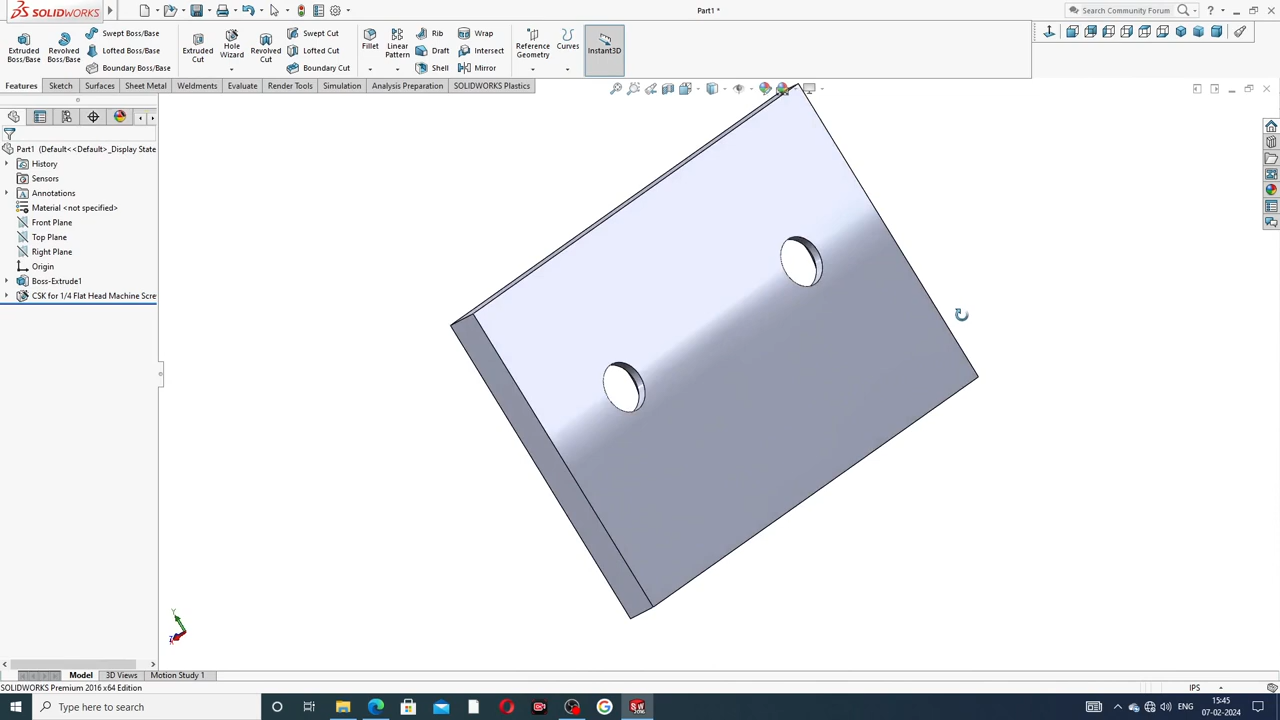 SOLIDWORKS
Part1 *
Search Community Forum
Extruded Boss/Base
Revolved Boss/Base
Swept Boss/Base
Lofted Boss/Base
Boundary Boss/Base
Extruded Cut
Hole Wizard
Revolved Cut
Swept Cut
Lofted Cut
Boundary Cut
Fillet
Linear Pattern
Rib
Draft
Shell
Wrap
Intersect
Mirror
Reference Geometry
Curves
Instant3D
Features Sketch Surfaces Sheet Metal Weldments Evaluate Render Tools Simulation Analysis Preparation SOLIDWORKS Plastics
Part1 (Default<<Default>_Display State
History
Sensors
Annotations
Material <not specified>
Front Plane
Top Plane
Right Plane
Origin
Boss-Extrude1
CSK for 1/4 Flat Head Machine Scre
Y
Model 3D Views Motion Study 1
SOLIDWORKS Premium 2016 x64 Edition
IPS
Type here to search
ENG
15:45
07-02-2024